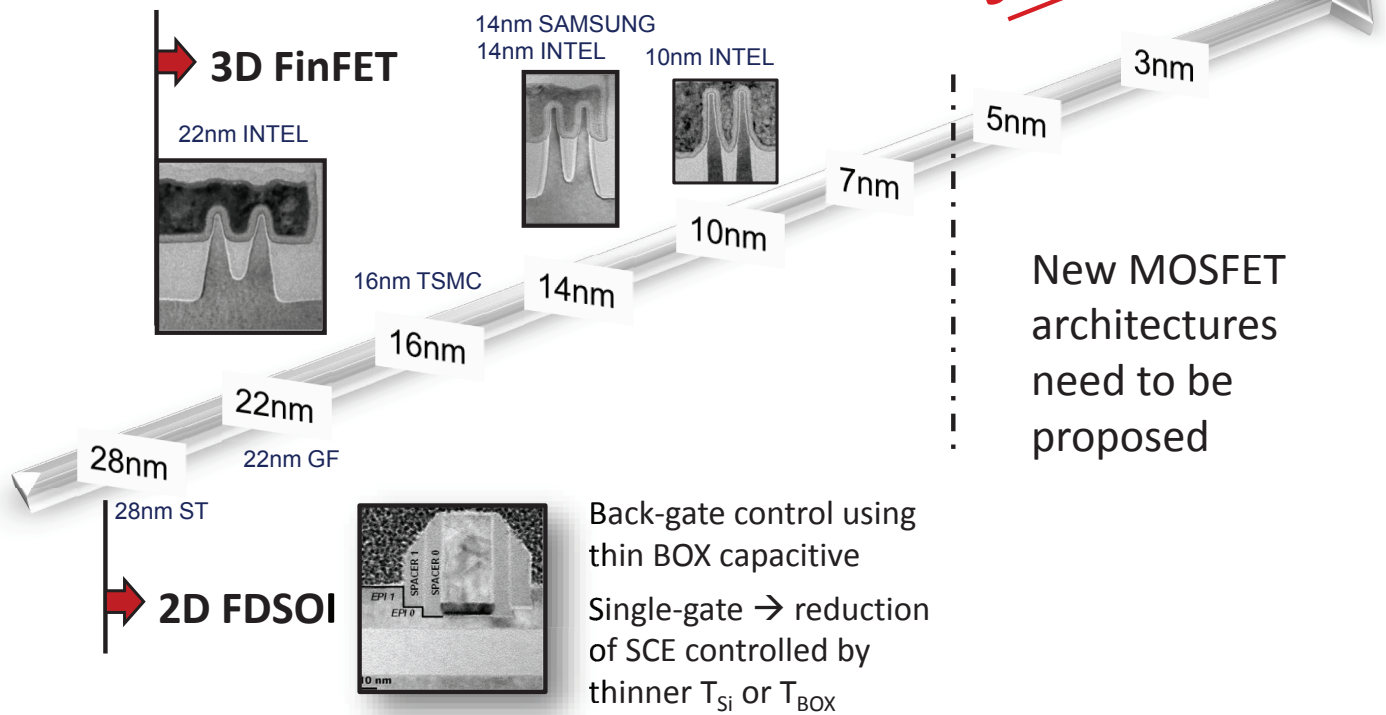 14nm SAMSUNG
14nm INTEL
10nm INTEL
3D FinFET
22nm INTEL
3nm
5nm
7nm
10nm
14nm
16nm TSMC
16nm
22nm
22nm GF
28nm
28nm ST
New MOSFET
architectures
need to be
proposed
2D FDSOI
SPACER 1
SPACER 0
EPI 1
EPI 0
10 nm
Back-gate control using
thin BOX capacitive
Single-gate → reduction
of SCE controlled by
thinner T_Si or T_BOX